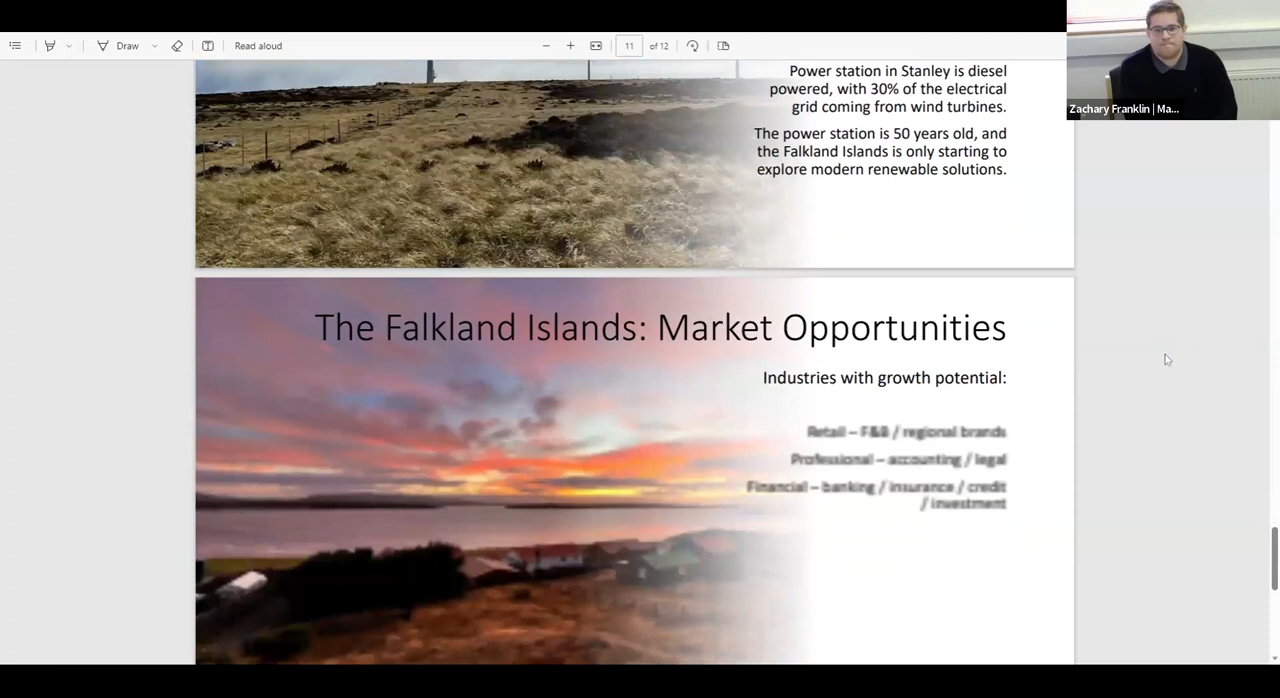 Draw
Read aloud
11
of 12
Zachary Franklin | Ma...
Power station in Stanley is diesel
powered, with 30% of the electrical
grid coming from wind turbines.
The power station is 50 years old, and
the Falkland Islands is only starting to
explore modern renewable solutions.
The Falkland Islands: Market Opportunities
Industries with growth potential:
Retail – F&B / regional brands
Professional – accounting / legal
Financial – banking / insurance / credit
/ investment